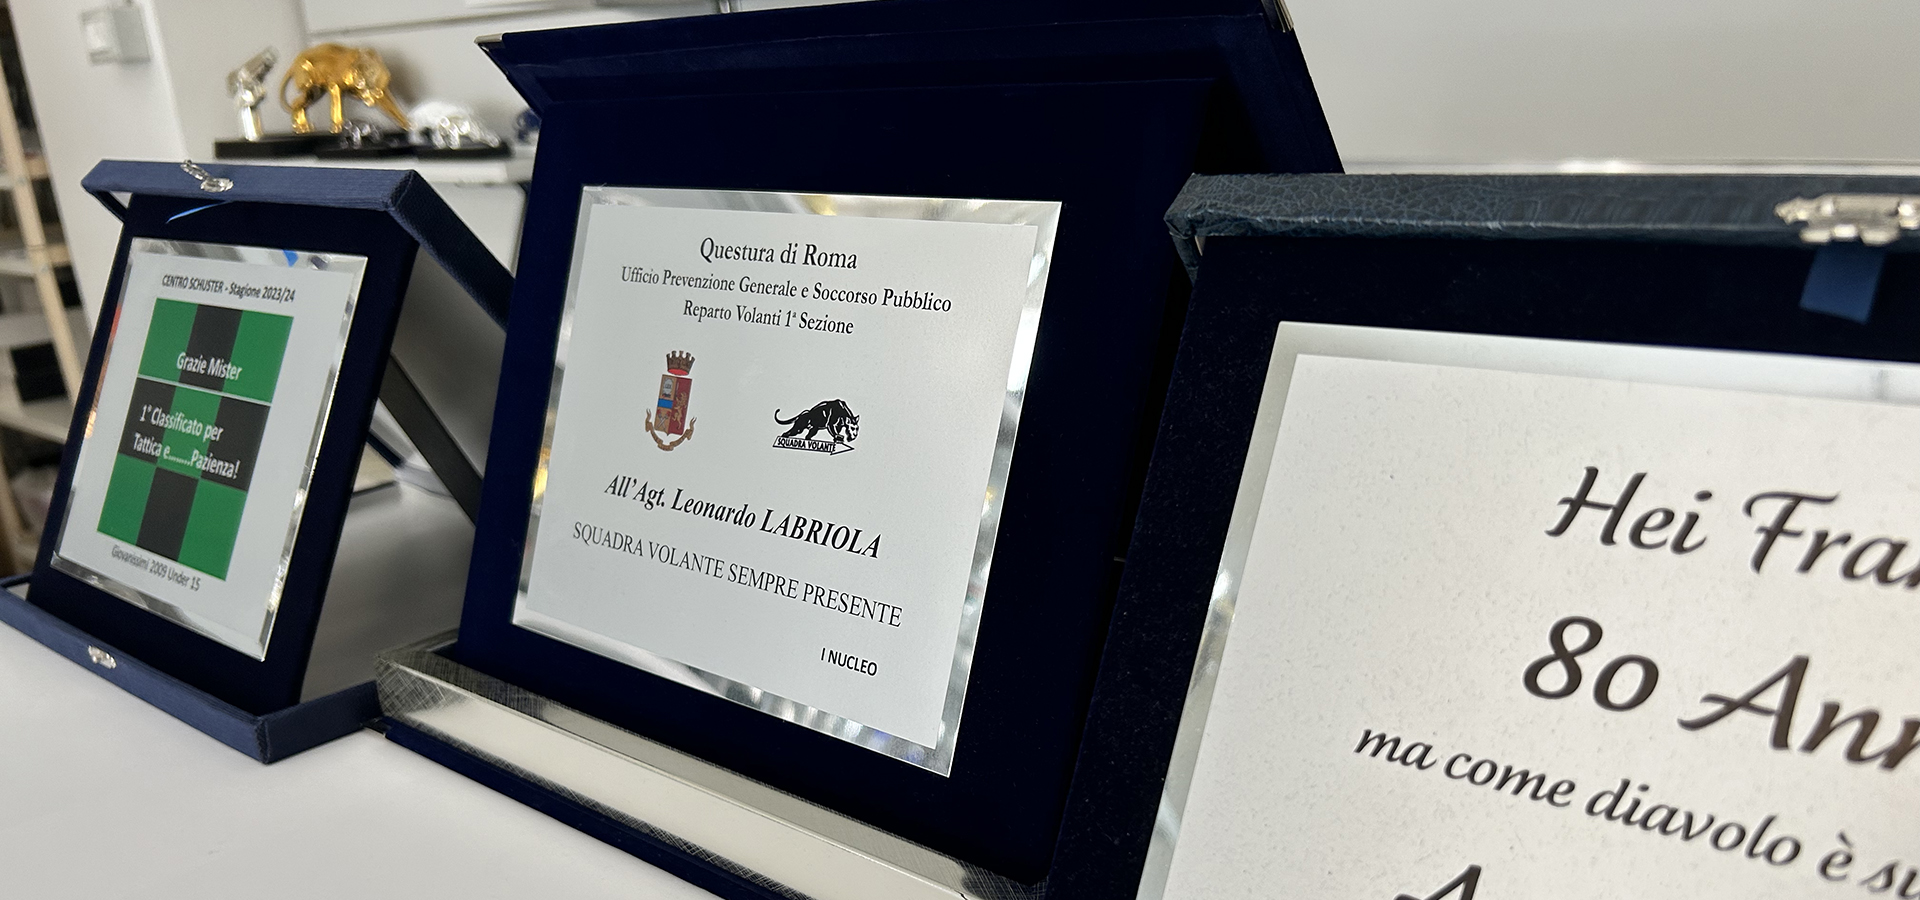 CENTRO SCHUSTER - Stagione 2023/24
Grazie Mister
1° Classificato per
Tattica e.......Pazienza!
Giovanissimi 2009 Under 15
Questura di Roma
Ufficio Prevenzione Generale e Soccorso Pubblico
Reparto Volanti 1ª Sezione
SQUADRA VOLANTE
All'Agt. Leonardo LABRIOLA
SQUADRA VOLANTE SEMPRE PRESENTE
I NUCLEO
Hei
80
ma come diavolo è